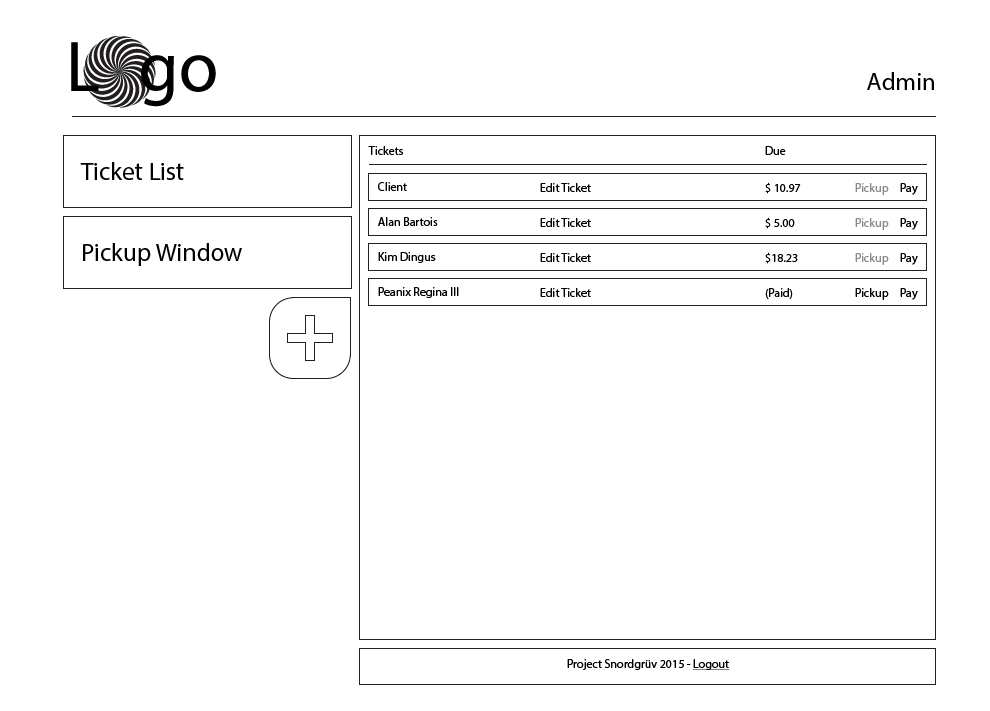 Logo
Admin
Ticket List
Pickup Window
Tickets Due
Client Edit Ticket $ 10.97 Pickup Pay
Alan Bartois Edit Ticket $ 5.00 Pickup Pay
Kim Dingus Edit Ticket $18.23 Pickup Pay
Peanix Regina III Edit Ticket (Paid) Pickup Pay
Project Snordgrüv 2015 - Logout